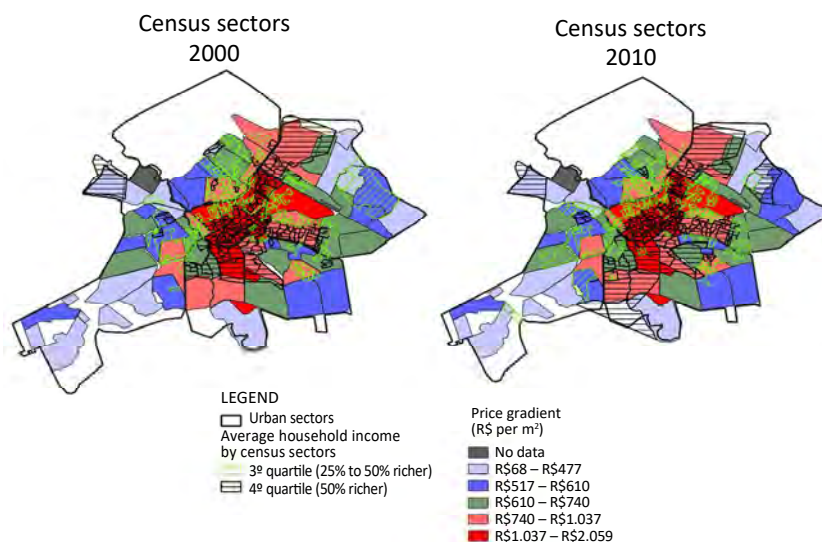 Census sectors
2000
Census sectors
2010
LEGEND
Urban sectors
Average household income
by census sectors
3º quartile (25% to 50% richer)
4º quartile (50% richer)
Price gradient
(R$ per m²)
No data
R$68 – R$477
R$517 – R$610
R$610 – R$740
R$740 – R$1.037
R$1.037 – R$2.059